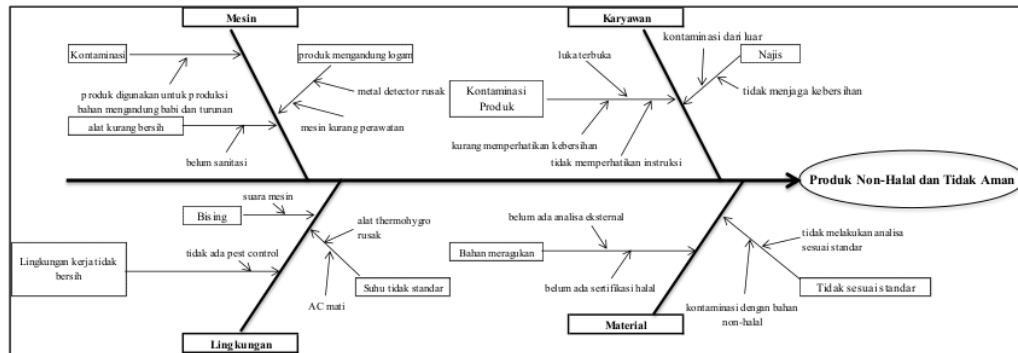 Mesin
Karyawan
Kontaminasi
produk mengandung logam
luka terbuka
kontaminasi dari luar
Najis
metal detector rusak
Kontaminasi
Produk
tidak menjaga kebersihan
produk digunakan untuk produksi
bahan mengandung babi dan turunan
alat kurang bersih
mesin kurang perawatan
kurang memperhatikan kebersihan
belum sanitasi
tidak memperhatikan instruksi
Produk Non-Halal dan Tidak Aman
suara mesin
Bising
alat thermohygro
rusak
belum ada analisa eksternal
tidak melakukan analisa
sesuai standar
Lingkungan kerja tidak
bersih
tidak ada pest control
Bahan meragukan
Suhu tidak standar
belum ada sertifikasi halal
Tidak sesuai standar
AC mati
kontaminasi dengan bahan
non-halal
Lingkungan
Material